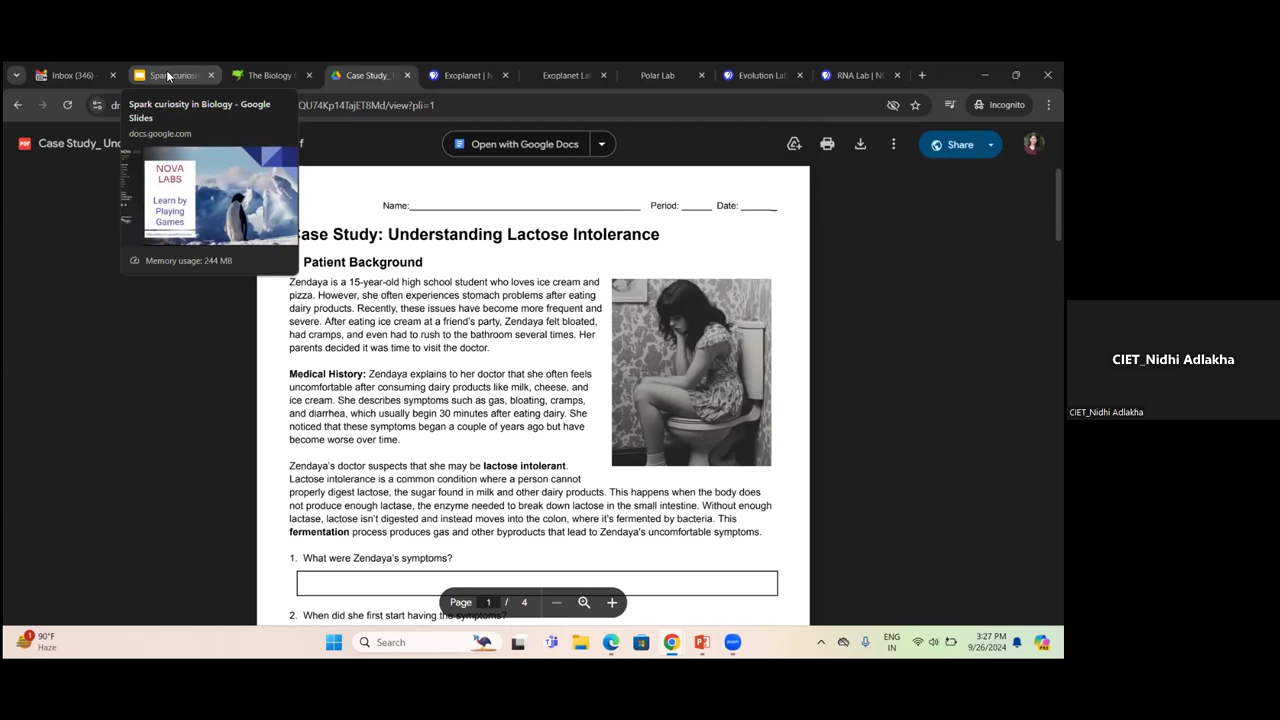 Inbox (346)
Spark curiosi
The Biology C
Case Study_
Exoplanet | N
Exoplanet La
Polar Lab
Evolution Lab
RNA Lab | NO
QU74Kp14TajET8Md/view?pli=1
Incognito
Spark curiosity in Biology - Google
Slides
docs.google.com
NOVA
LABS
Learn by
Playing
Games
Memory usage: 244 MB
PDF
Case Study_Und
f
Open with Google Docs
Share
Name:
Period:
Date:
ase Study: Understanding Lactose Intolerance
Patient Background
Zendaya is a 15-year-old high school student who loves ice cream and
pizza. However, she often experiences stomach problems after eating
dairy products. Recently, these issues have become more frequent and
severe. After eating ice cream at a friend's party, Zendaya felt bloated,
had cramps, and even had to rush to the bathroom several times. Her
parents decided it was time to visit the doctor.
Medical History: Zendaya explains to her doctor that she often feels
uncomfortable after consuming dairy products like milk, cheese, and
ice cream. She describes symptoms such as gas, bloating, cramps,
and diarrhea, which usually begin 30 minutes after eating dairy. She
noticed that these symptoms began a couple of years ago but have
become worse over time.
Zendaya's doctor suspects that she may be lactose intolerant.
Lactose intolerance is a common condition where a person cannot
properly digest lactose, the sugar found in milk and other dairy products. This happens when the body does
not produce enough lactase, the enzyme needed to break down lactose in the small intestine. Without enough
lactase, lactose isn't digested and instead moves into the colon, where it's fermented by bacteria. This
fermentation process produces gas and other byproducts that lead to Zendaya's uncomfortable symptoms.
1. What were Zendaya's symptoms?
Page 1 / 4
2. When did she first start having the symptoms?
CIET_Nidhi Adlakha
CIET_Nidhi Adlakha
1
90°F
Haze
Search
ENG
IN
3:27 PM
9/26/2024